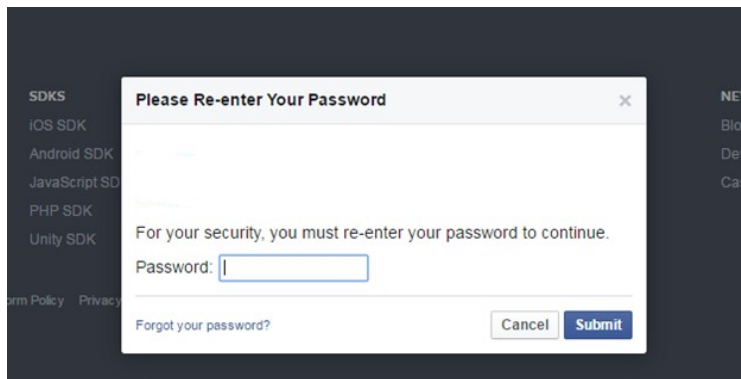 SDKS
iOS SDK
Android SDK
JavaScript SD
PHP SDK
Unity SDK
orm Policy Privacy
Please Re-enter Your Password
×
For your security, you must re-enter your password to continue.
Password:
Forgot your password?
Cancel
Submit
NE
Blo
De
Ca